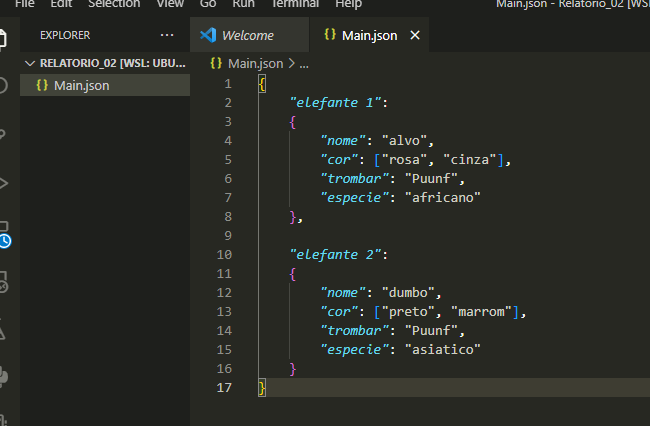 File Edit Selection View Go Run Terminal Help Main.json - Relatorio_02 [WSL
EXPLORER ···
Welcome
{} Main.json ×
RELATORIO_02 [WSL: UBU...
{} Main.json
{} Main.json > ...
1 {
2 "elefante 1":
3 {
4 "nome": "alvo",
5 "cor": ["rosa", "cinza"],
6 "trombar": "Puunf",
7 "especie": "africano"
8 },
9
10 "elefante 2":
11 {
12 "nome": "dumbo",
13 "cor": ["preto", "marrom"],
14 "trombar": "Puunf",
15 "especie": "asiatico"
16 }
17 }